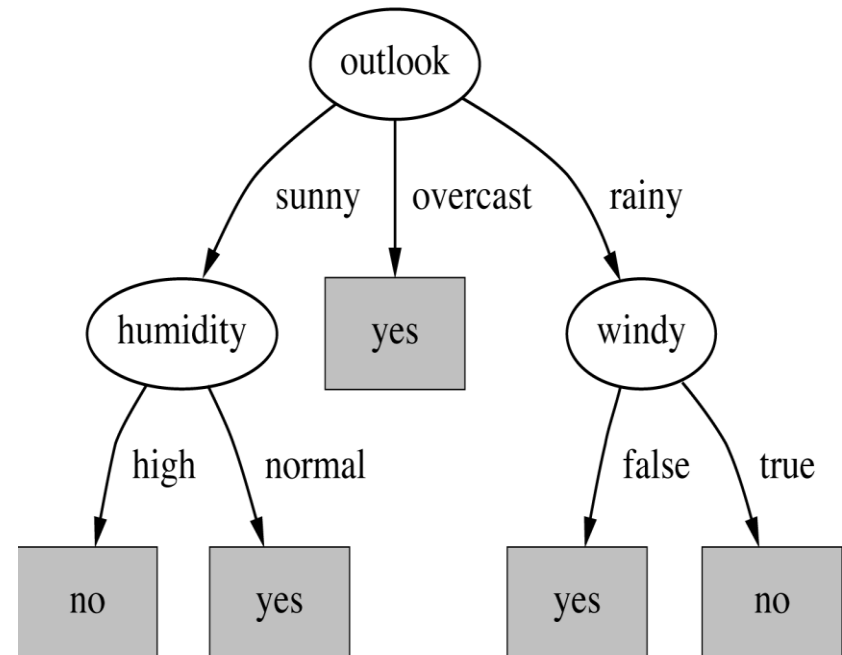 outlook
sunny overcast rainy
humidity yes windy
high normal false true
no yes yes no